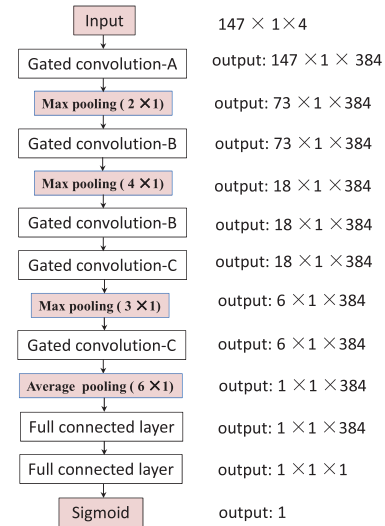 Input 147 × 1×4
Gated convolution-A output: 147 ×1 × 384
Max pooling ( 2 ×1) output: 73 ×1 ×384
Gated convolution-B output: 73 ×1 ×384
Max pooling ( 4 ×1) output: 18 ×1 ×384
Gated convolution-B output: 18 ×1 ×384
Gated convolution-C output: 18 ×1 ×384
Max pooling ( 3 ×1) output: 6 ×1 ×384
Gated convolution-C output: 6 ×1 ×384
Average pooling ( 6 ×1) output: 1 ×1 ×384
Full connected layer output: 1 ×1 ×384
Full connected layer output: 1 ×1 ×1
Sigmoid output: 1